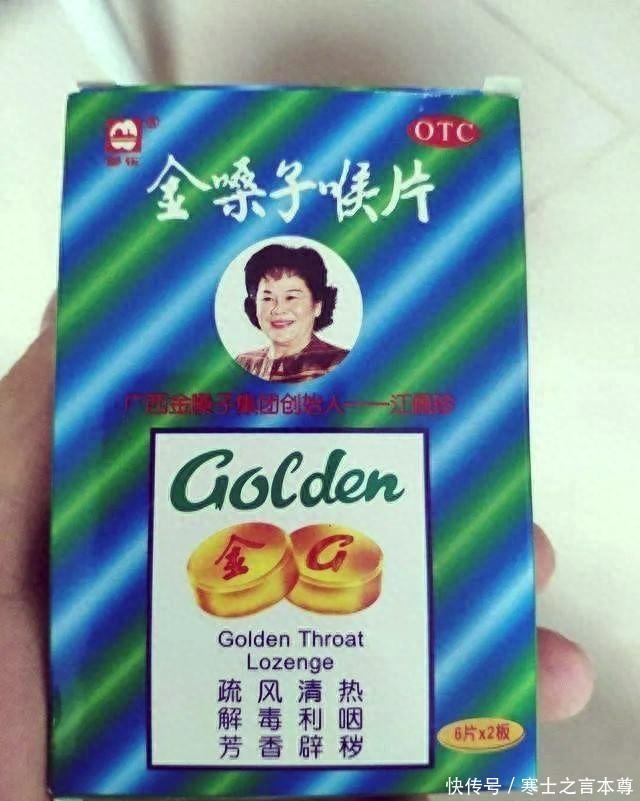 都乐
®
OTC
金嗓子喉片
广西金嗓子集团创始人——江佩珍
Golden
金 G
Golden Throat
Lozenge
疏风清热
解毒利咽
芳香辟秽
6片x2板
快传号/寒士之言本尊